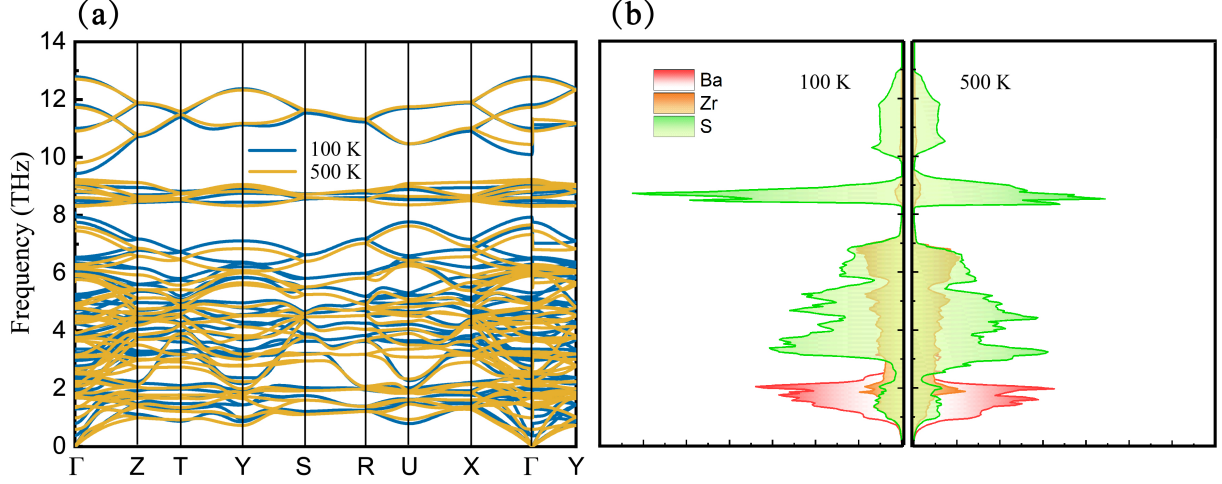 (a)
(b)
14
12
10
8
6
4
2
0
Frequency (THz)
100 K
500 K
Γ Z T Y S R U X Γ Y
Ba
Zr
S
100 K
500 K